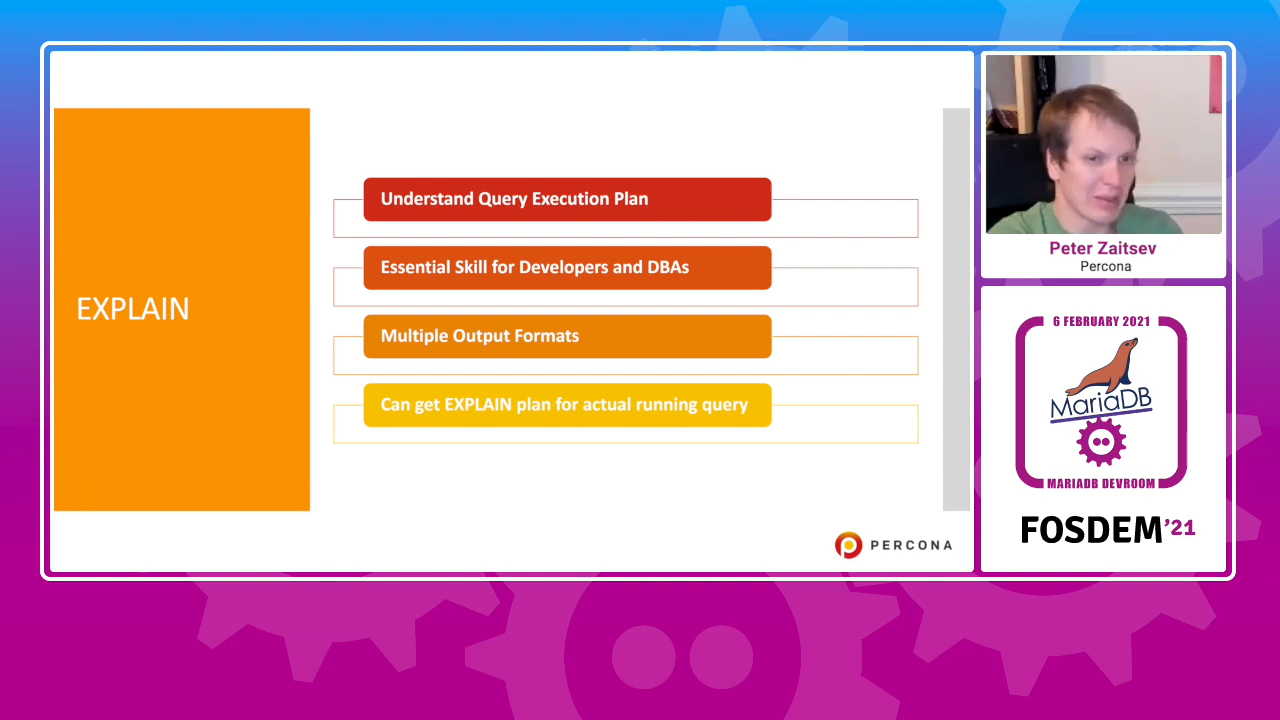 EXPLAIN
Understand Query Execution Plan
Essential Skill for Developers and DBAs
Multiple Output Formats
Can get EXPLAIN plan for actual running query
PERCONA
Peter Zaitsev
Percona
6 FEBRUARY 2021
MariaDB
MARIADB DEVROOM
FOSDEM'21